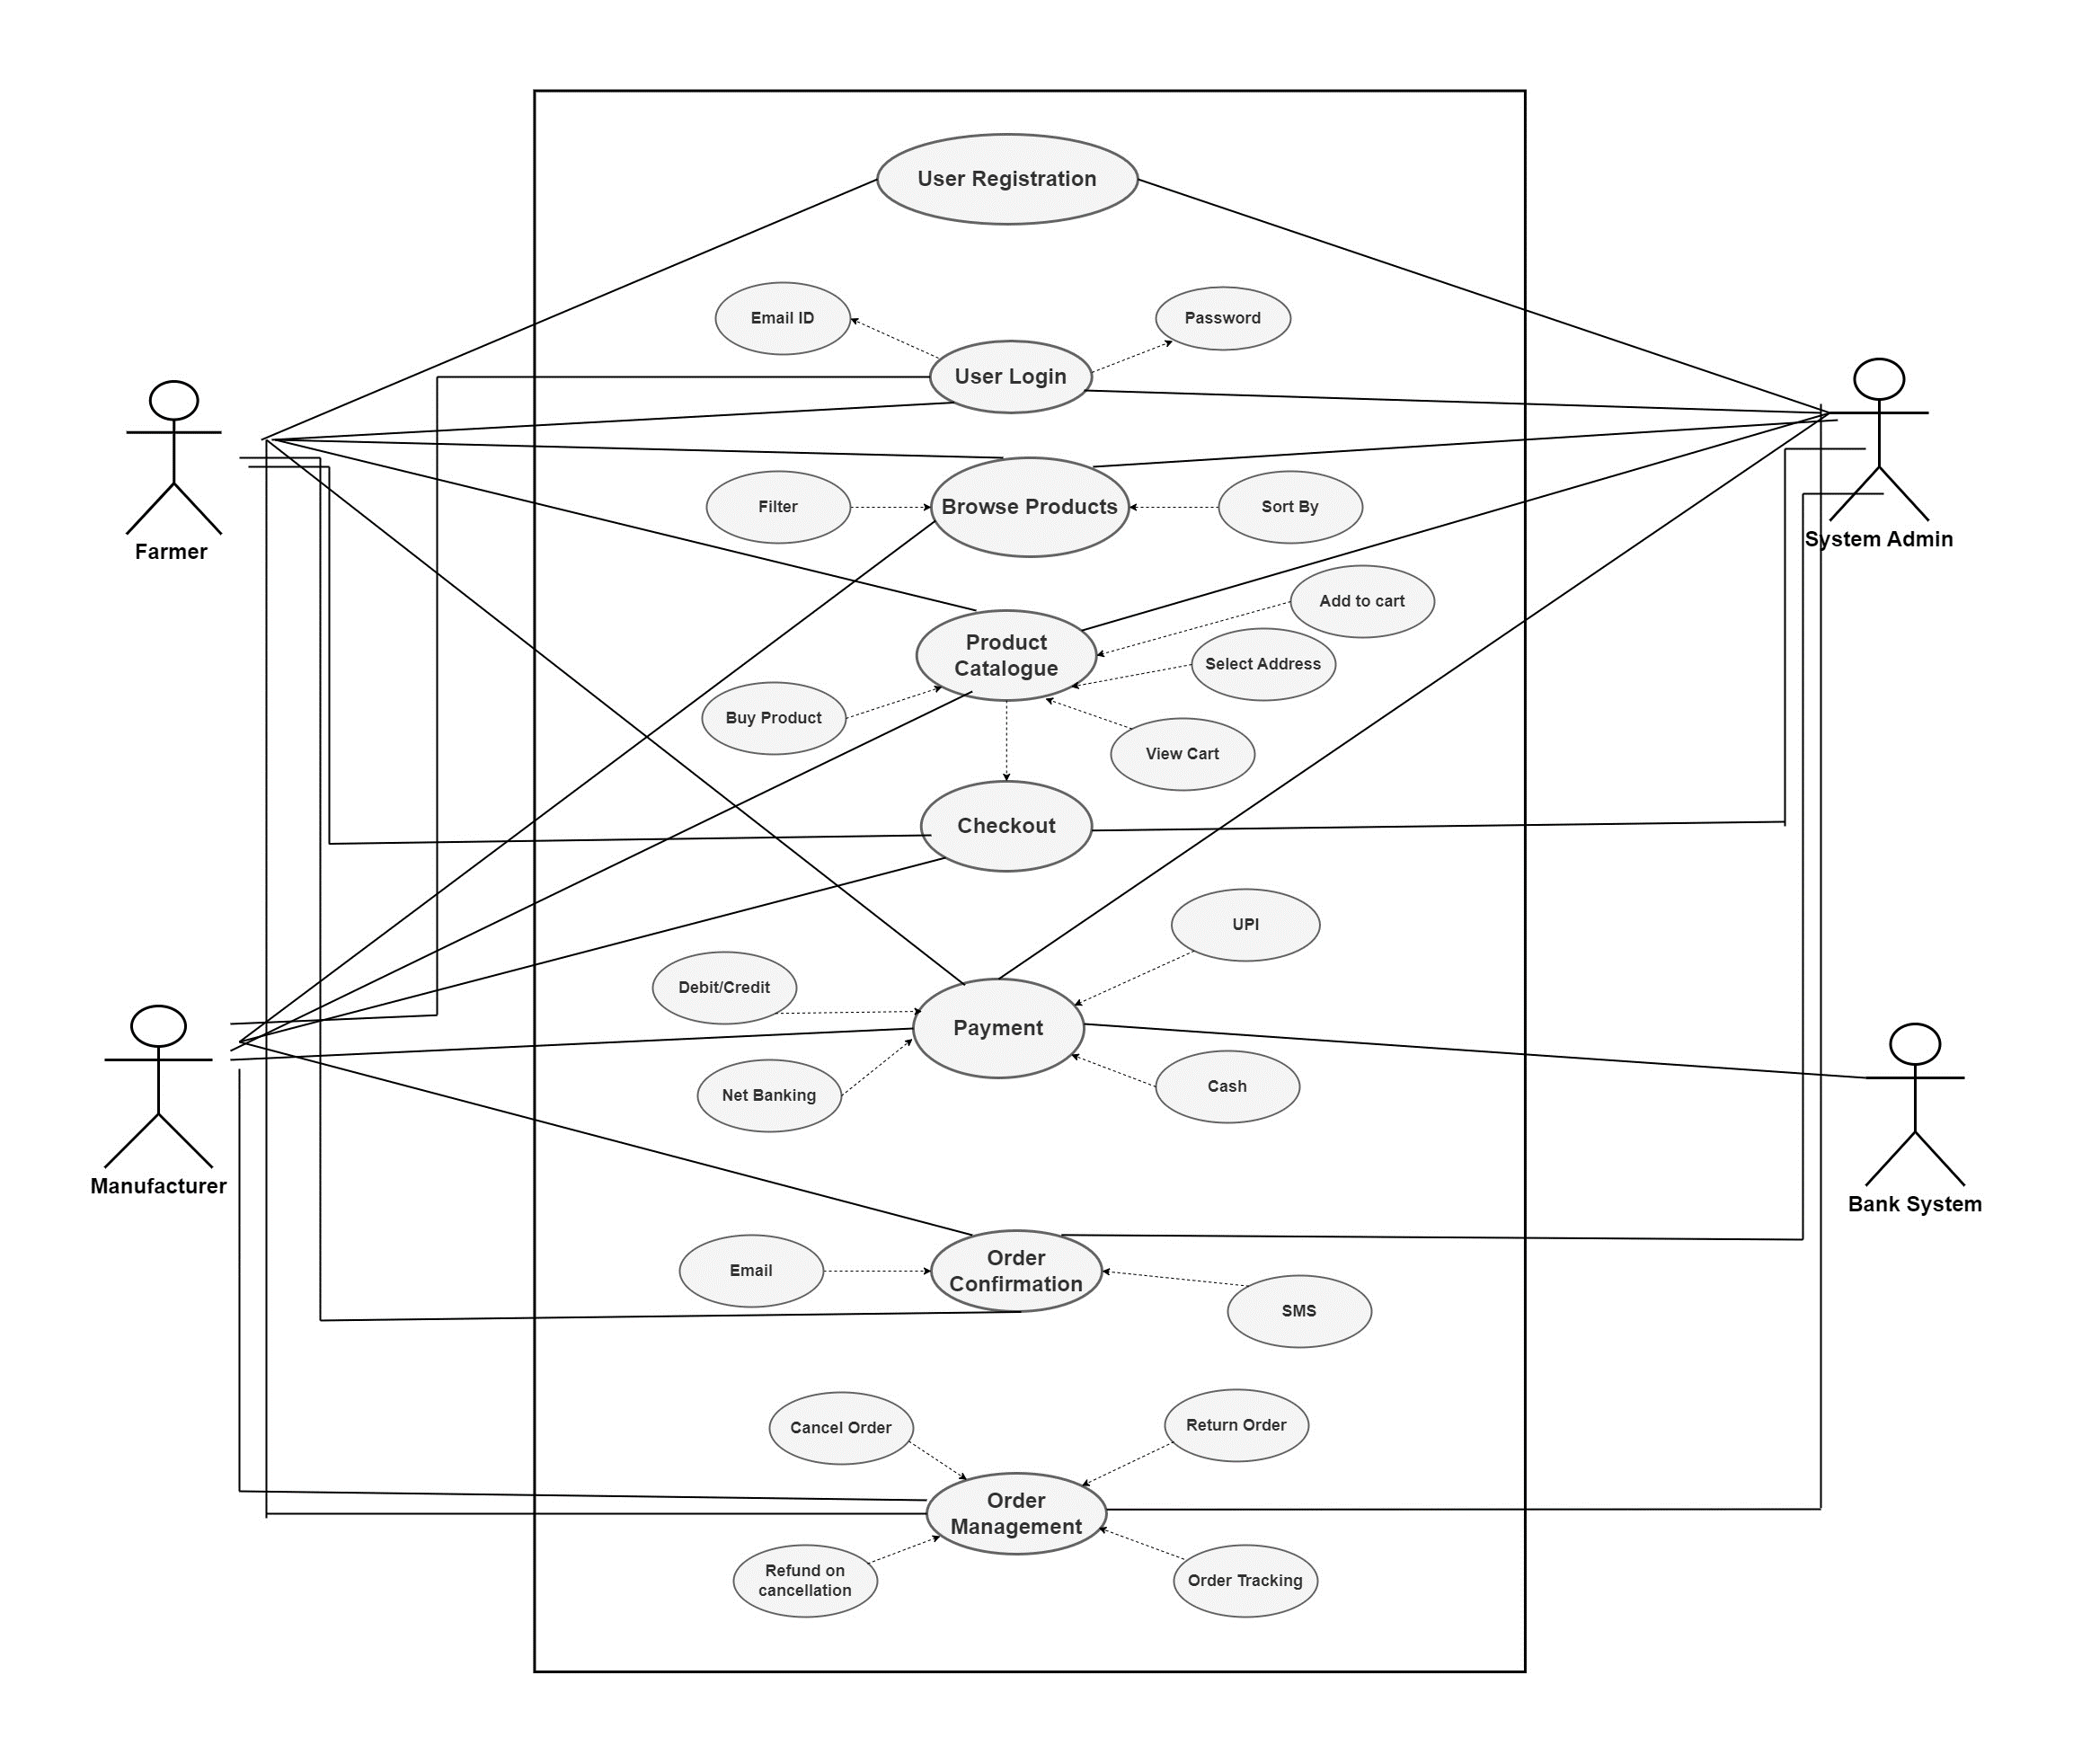 User Registration
Email ID
Password
User Login
Farmer
System Admin
Filter
Browse Products
Sort By
Add to cart
Product
Catalogue
Select Address
Buy Product
View Cart
Checkout
UPI
Debit/Credit
Payment
Net Banking
Cash
Manufacturer
Bank System
Order
Confirmation
Email
SMS
Cancel Order
Return Order
Order
Management
Refund on
cancellation
Order Tracking